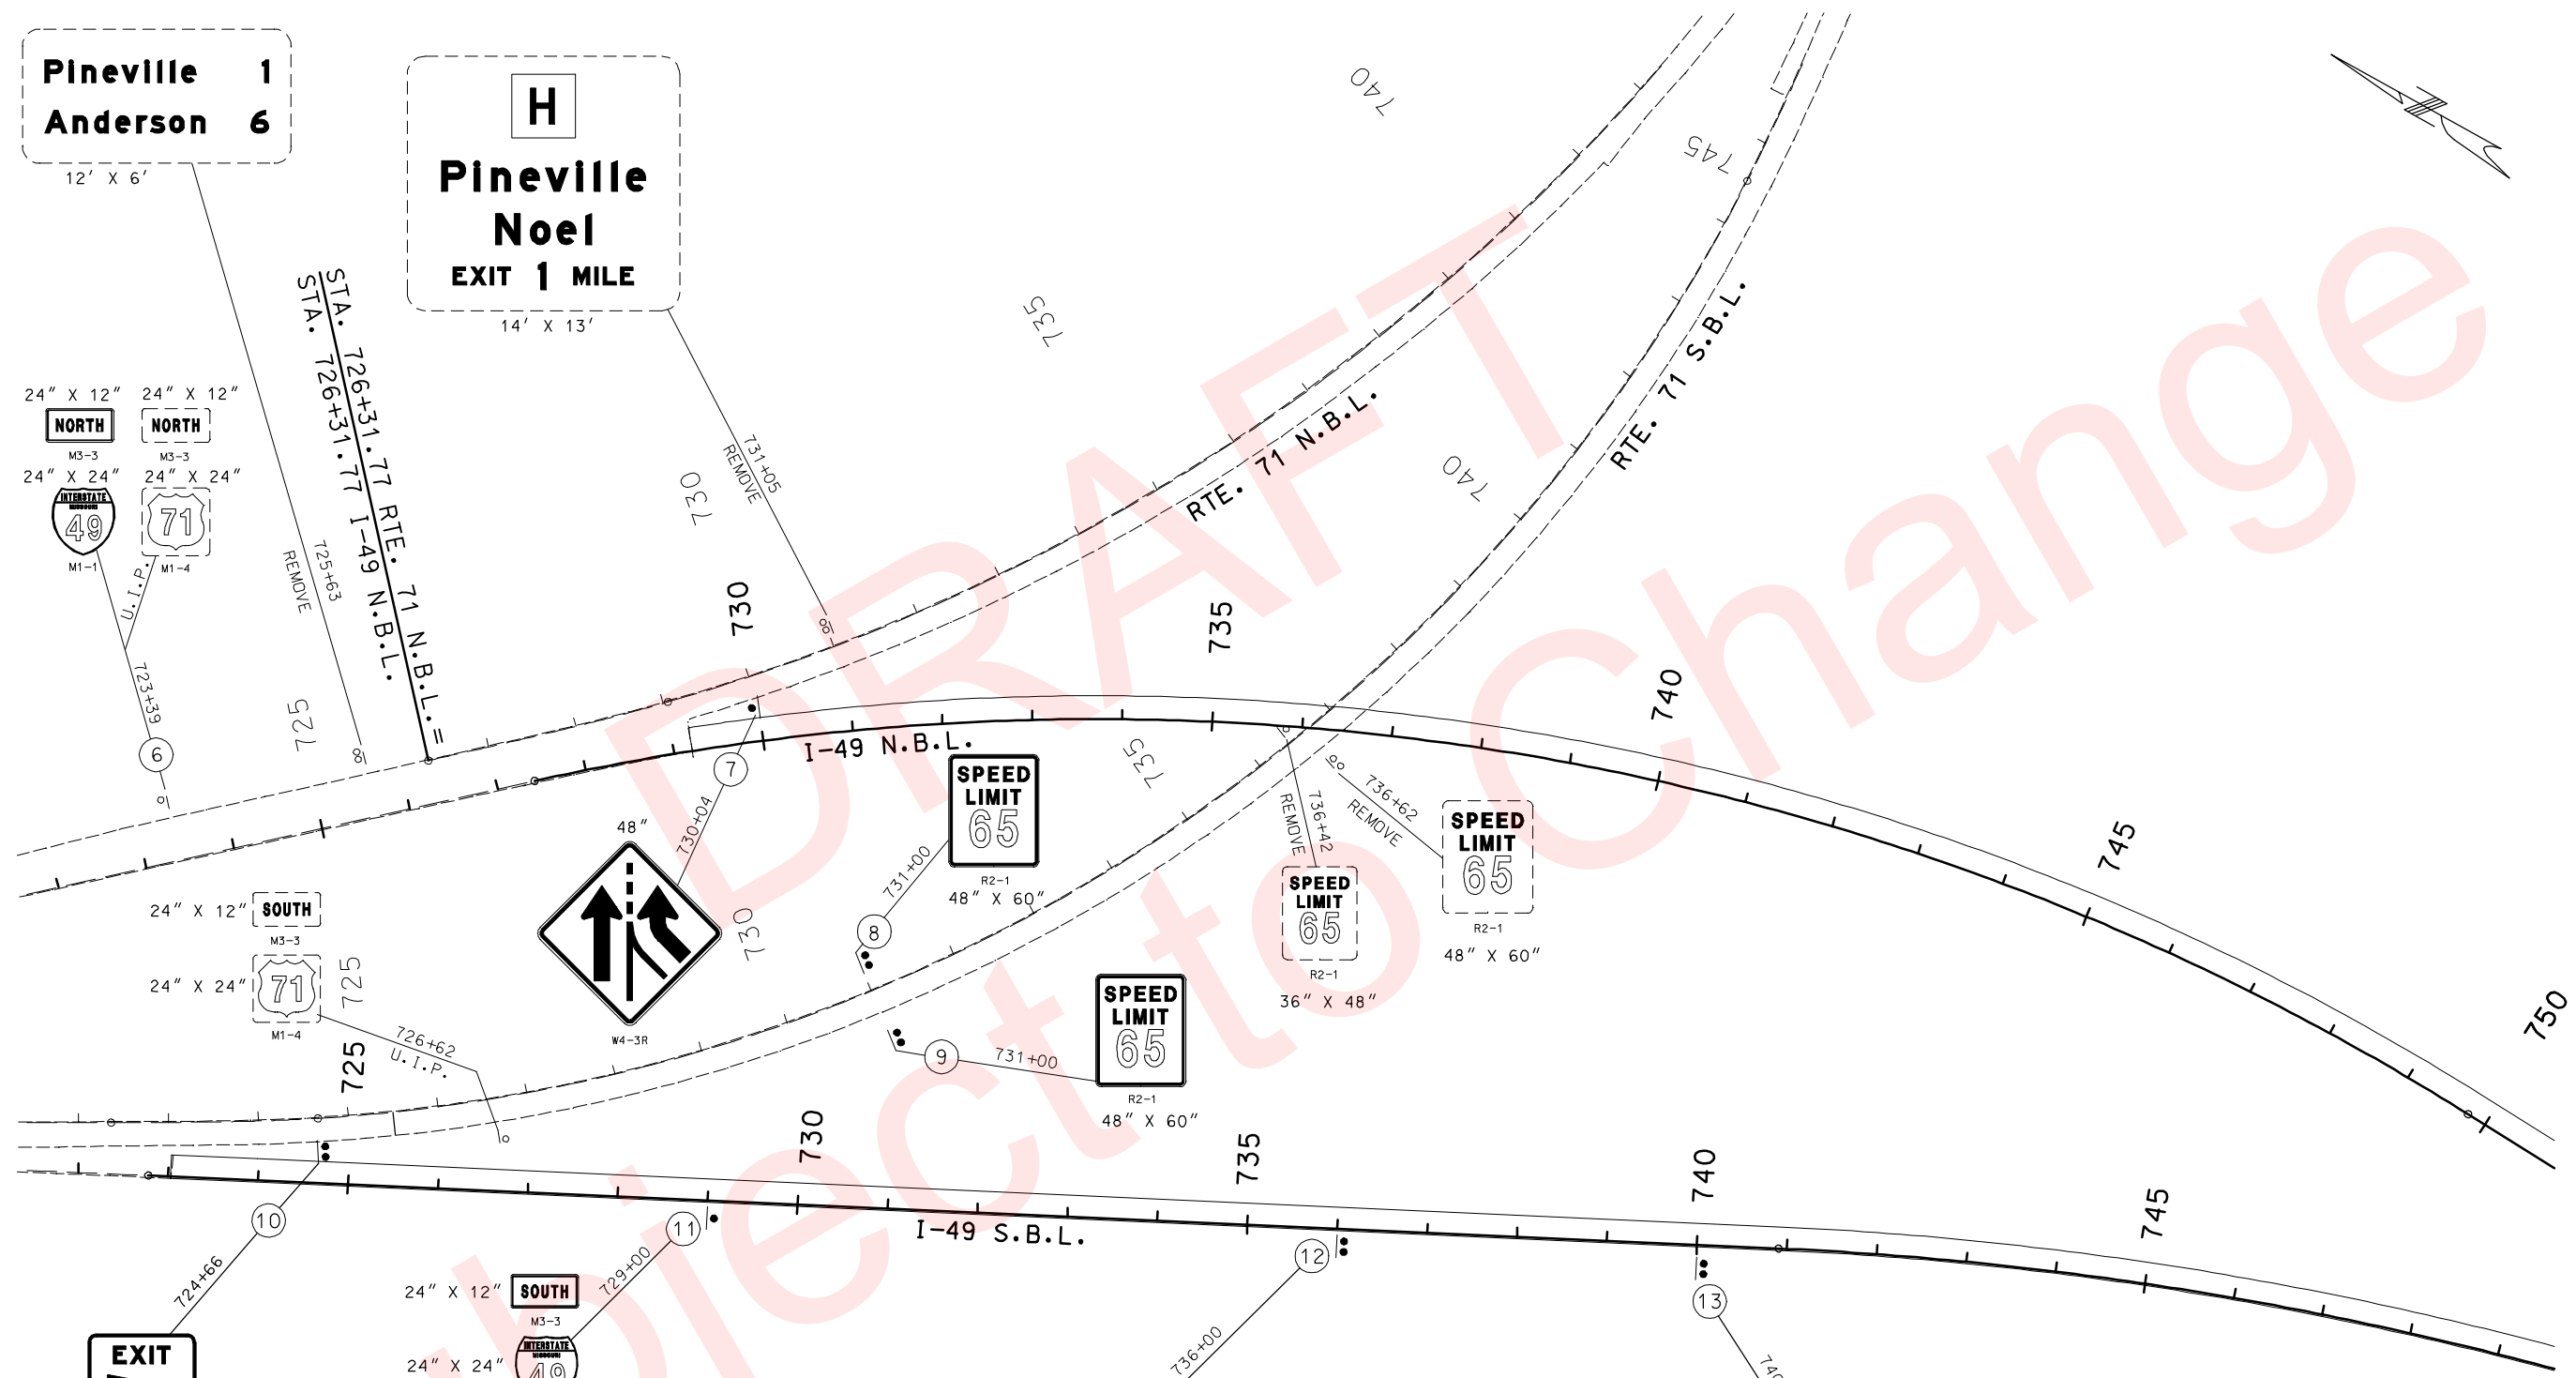 Pineville 1
Anderson 6
12' X 6'
H
Pineville
Noel
EXIT 1 MILE
14' X 13'
740
745
735
STA. 726+31.77 RTE. 71 N.B.L.=
STA. 726+31.77 I-49 N.B.L.
RTE. 71 S.B.L.
RTE. 71 N.B.L.
24" X 12" 24" X 12"
NORTH NORTH
M3-3 M3-3
24" X 24" 24" X 24"
INTERSTATE
MISSOURI
49 71
M1-1 M1-4
U.I.P.
723+39
6
725+63
REMOVE
725
731+05
REMOVE
730
730
735
740
740
I-49 N.B.L.
7
730+04
48"
W4-3R
730
735
SPEED
LIMIT
65
R2-1
48" X 60"
731+00
8
736+42
REMOVE
SPEED
LIMIT
65
R2-1
36" X 48"
736+62
REMOVE
SPEED
LIMIT
65
R2-1
48" X 60"
745
750
24" X 12" SOUTH
M3-3
24" X 24" 71
M1-4
725
726+62
U.I.P.
725
9
731+00
SPEED
LIMIT
65
R2-1
48" X 60"
730
735
740
745
I-49 S.B.L.
10
724+66
EXIT
11
729+00
24" X 12" SOUTH
M3-3
24" X 24"
INTERSTATE
MISSOURI
49
12
736+00
13
DRAFT
bject to Change